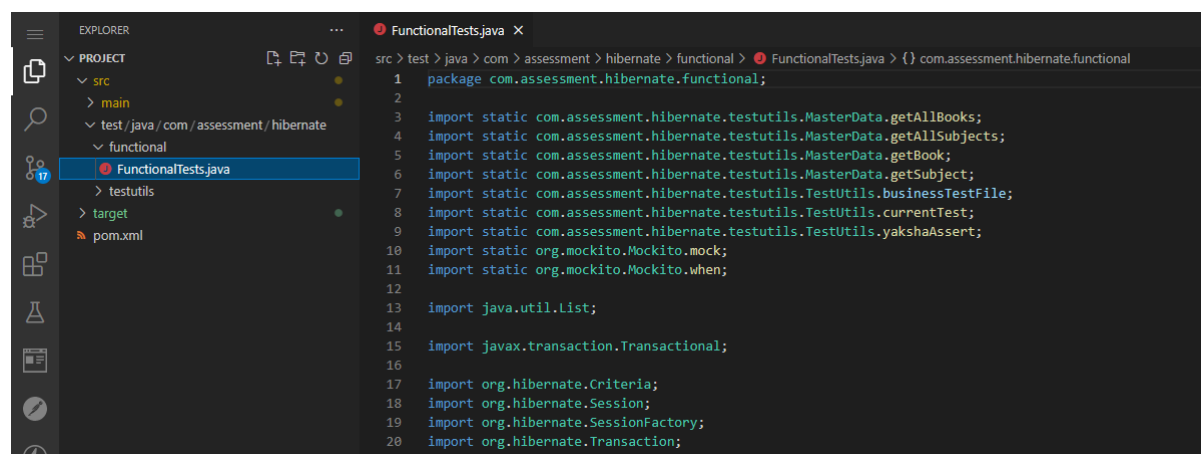 EXPLORER
PROJECT
src
main
test/java/com/assessment/hibernate
functional
FunctionalTests.java
testutils
target
pom.xml
17
FunctionalTests.java
src > test > java > com > assessment > hibernate > functional > FunctionalTests.java > {} com.assessment.hibernate.functional
1 package com.assessment.hibernate.functional;
2
3 import static com.assessment.hibernate.testutils.MasterData.getAllBooks;
4 import static com.assessment.hibernate.testutils.MasterData.getAllSubjects;
5 import static com.assessment.hibernate.testutils.MasterData.getBook;
6 import static com.assessment.hibernate.testutils.MasterData.getSubject;
7 import static com.assessment.hibernate.testutils.TestUtils.businessTestFile;
8 import static com.assessment.hibernate.testutils.TestUtils.currentTest;
9 import static com.assessment.hibernate.testutils.TestUtils.yakshaAssert;
10 import static org.mockito.Mockito.mock;
11 import static org.mockito.Mockito.when;
12
13 import java.util.List;
14
15 import javax.transaction.Transactional;
16
17 import org.hibernate.Criteria;
18 import org.hibernate.Session;
19 import org.hibernate.SessionFactory;
20 import org.hibernate.Transaction;